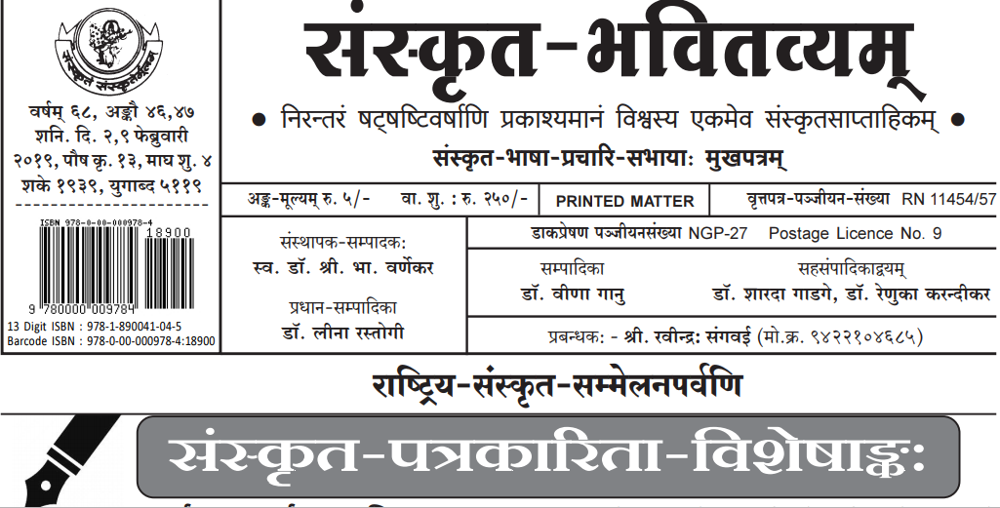 संस्कृत-भवितव्यम्
संस्कृतं संस्कृतेर्मूलम्
वर्षम् ६८, अङ्कौ ४६,४७
शनि. दि. २,९ फेब्रुवारी
२०१९, पौष कृ. १३, माघ शु. ४
शके १९३९, युगाब्द ५११९
ISBN 978-0-00-000978-4
18900
9 780000 009784
13 Digit ISBN : 978-1-890041-04-5
Barcode ISBN : 978-0-00-000978-4:18900
● निरन्तरं षट्षष्टिवर्षाणि प्रकाश्यमानं विश्वस्य एकमेव संस्कृतसाप्ताहिकम् ●
संस्कृत-भाषा-प्रचारि-सभायाः मुखपत्रम्
अङ्क-मूल्यम् रु. ५/- वा. शु. : रु. २५०/- PRINTED MATTER वृत्तपत्र-पञ्जीयन-संख्या RN 11454/57
संस्थापक-सम्पादक:
स्व. डॉ. श्री. भा. वर्णेकर
प्रधान-सम्पादिका
डॉ. लीना रस्तोगी
डाकप्रेषण पञ्जीयनसंख्या NGP-27 Postage Licence No. 9
सम्पादिका
डॉ. वीणा गानु
सहसंपादिकाद्वयम्
डॉ. शारदा गाडगे, डॉ. रेणुका करन्दीकर
प्रबन्धक: - श्री. रवीन्द्र: संगवई (मो.क्र. ९४२२१०४६८५)
राष्ट्रिय-संस्कृत-सम्मेलनपर्वणि
संस्कृत-पत्रकारिता-विशेषाङ्क: